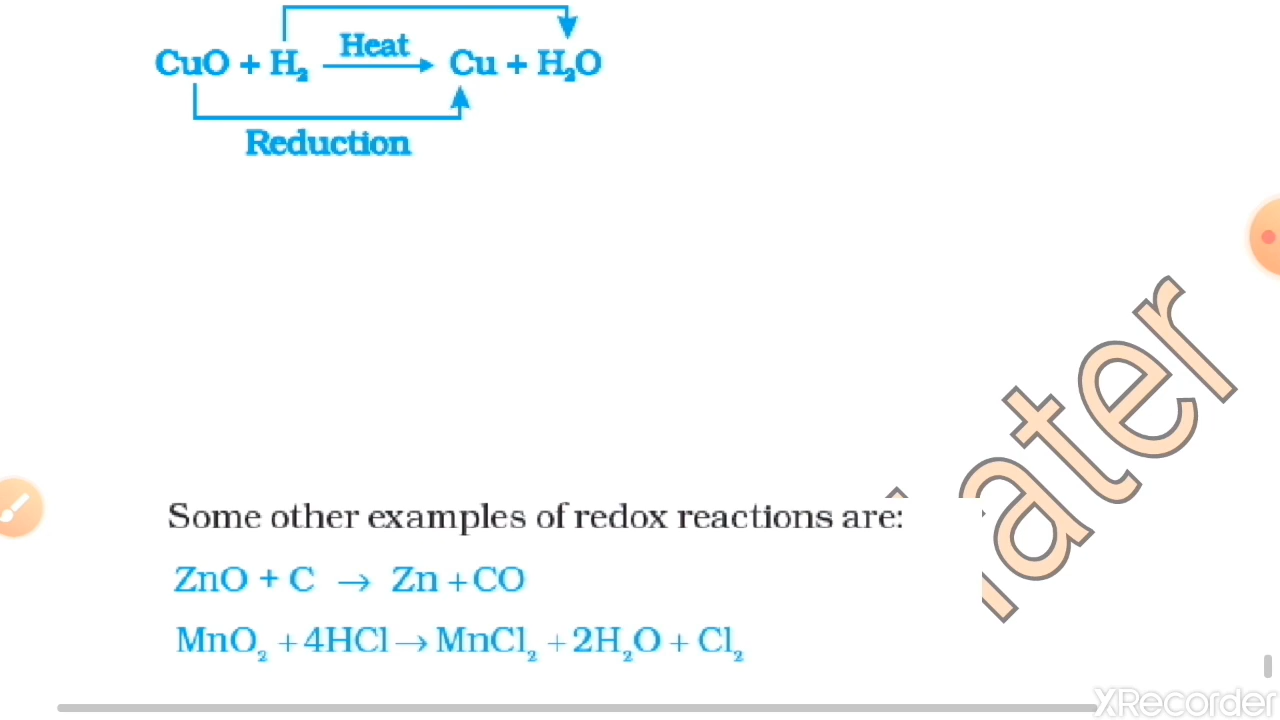 Heat
CuO + H₂ → Cu + H₂O
Reduction
Some other examples of redox reactions are:
ZnO + C → Zn + CO
MnO₂ + 4HCl → MnCl₂ + 2H₂O + Cl₂
ater
XRecorder